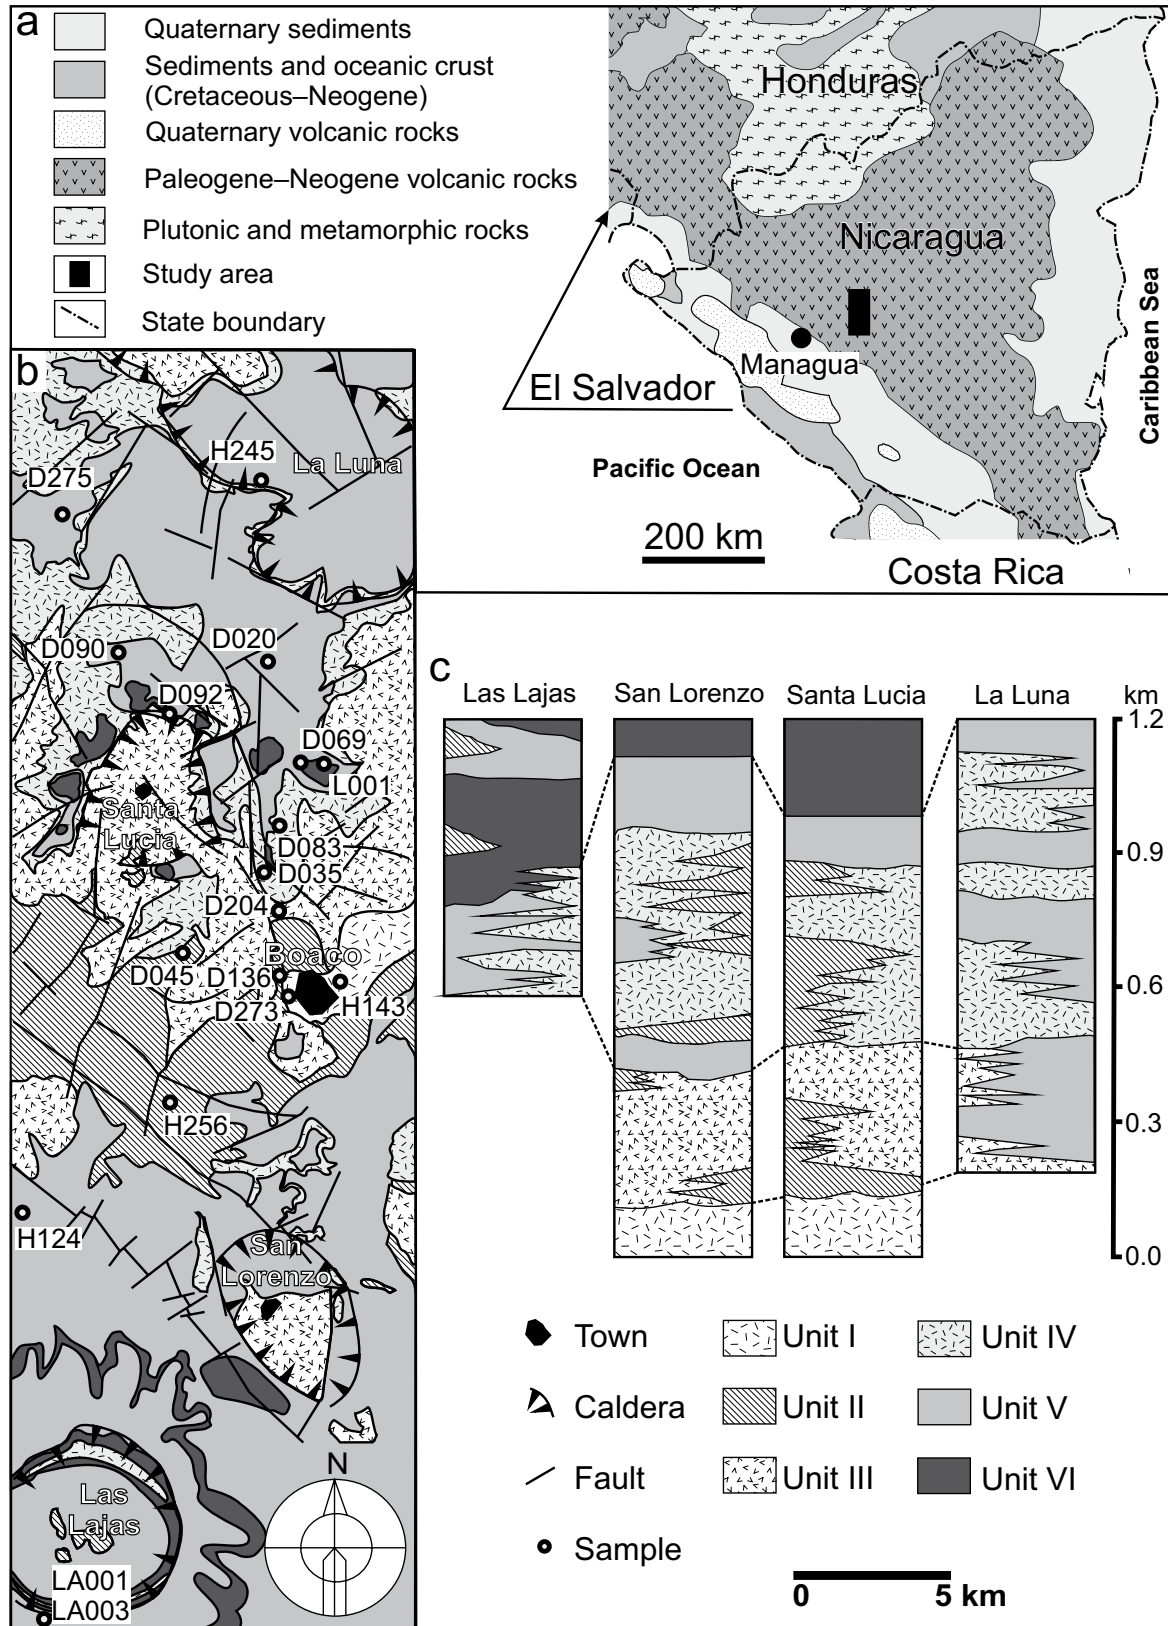 a
Quaternary sediments
Sediments and oceanic crust
(Cretaceous–Neogene)
Quaternary volcanic rocks
Paleogene–Neogene volcanic rocks
Plutonic and metamorphic rocks
Study area
State boundary
Honduras
Nicaragua
Managua
El Salvador
Pacific Ocean
Caribbean Sea
200 km
Costa Rica
b
H245
La Luna
D275
D090
D020
D092
D069
L001
Santa
Lucia
D083
D035
D204
Boaco
D045
D136
D273
H143
H256
H124
San
Lorenzo
N
Las
Lajas
LA001
LA003
c
Las Lajas
San Lorenzo
Santa Lucia
La Luna
km
1.2
0.9
0.6
0.3
0.0
Town
Unit I
Unit IV
Caldera
Unit II
Unit V
Fault
Unit III
Unit VI
Sample
0
5 km